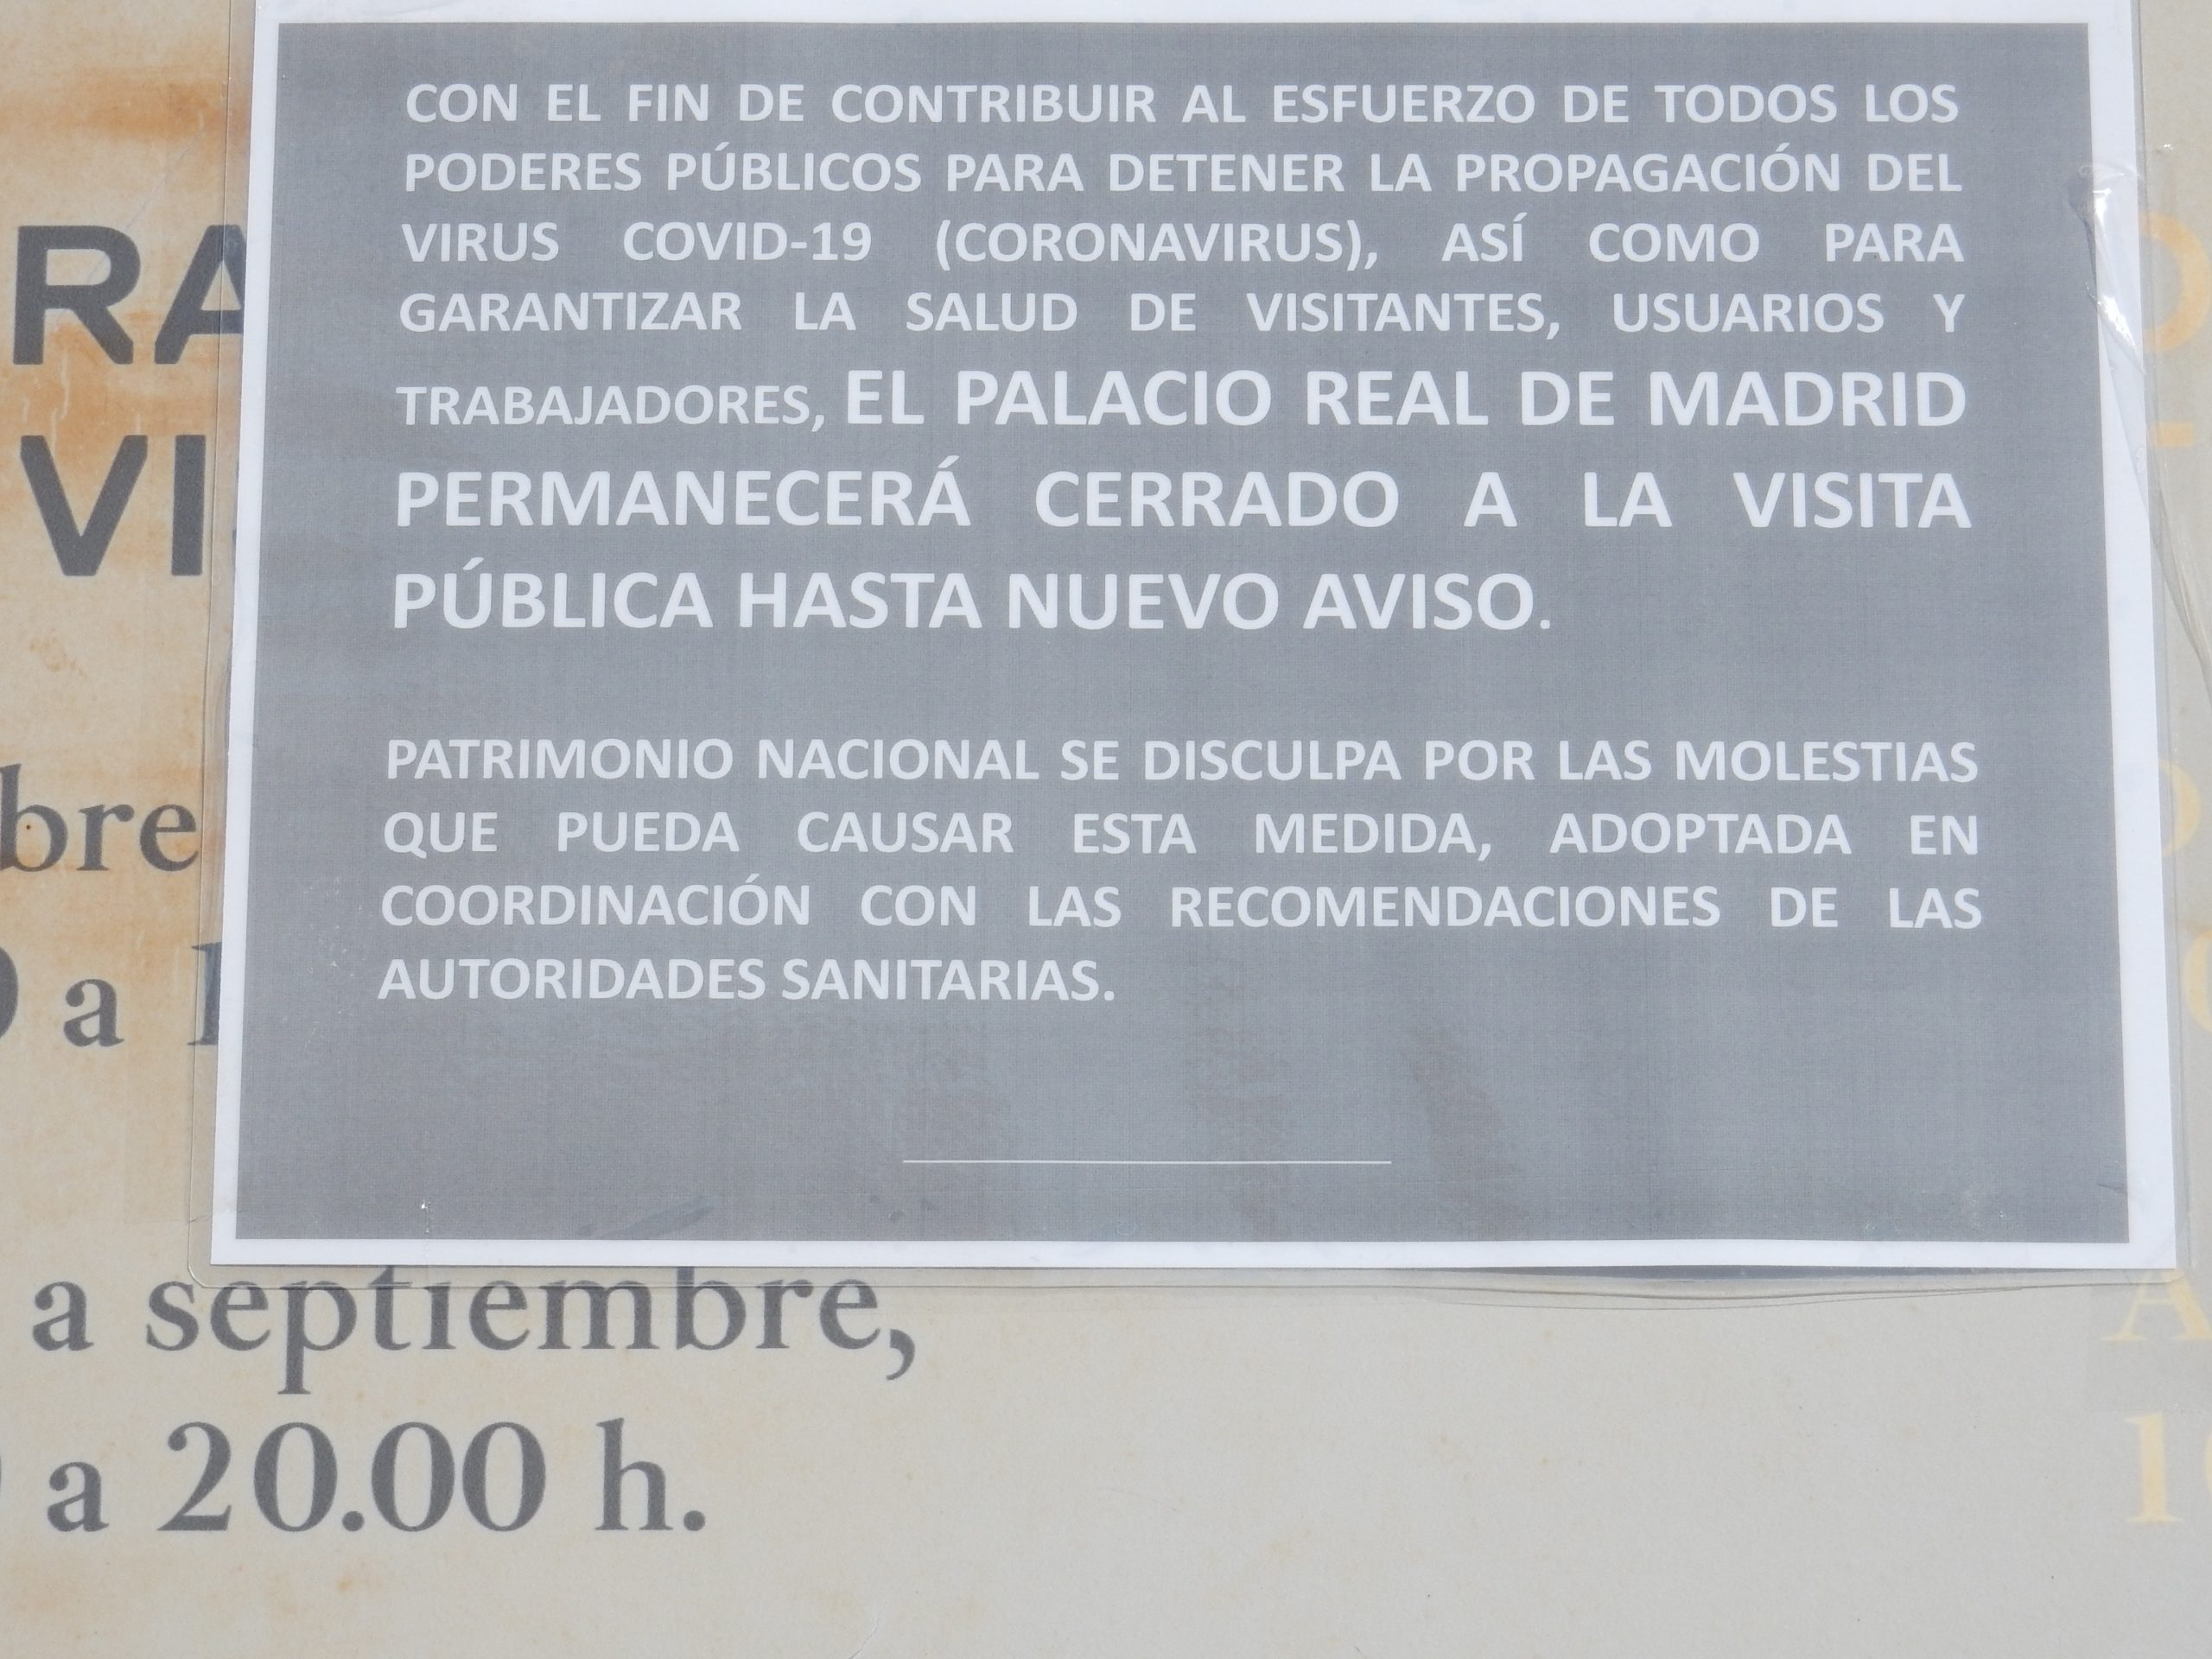 CON EL FIN DE CONTRIBUIR AL ESFUERZO DE TODOS LOS
PODERES PÚBLICOS PARA DETENER LA PROPAGACIÓN DEL
VIRUS COVID-19 (CORONAVIRUS), ASÍ COMO PARA
GARANTIZAR LA SALUD DE VISITANTES, USUARIOS Y
TRABAJADORES, EL PALACIO REAL DE MADRID
PERMANECERÁ CERRADO A LA VISITA
PÚBLICA HASTA NUEVO AVISO.
PATRIMONIO NACIONAL SE DISCULPA POR LAS MOLESTIAS
QUE PUEDA CAUSAR ESTA MEDIDA, ADOPTADA EN
COORDINACIÓN CON LAS RECOMENDACIONES DE LAS
AUTORIDADES SANITARIAS.
RA
VI
bre
a 1
a septiembre,
a 20.00 h.